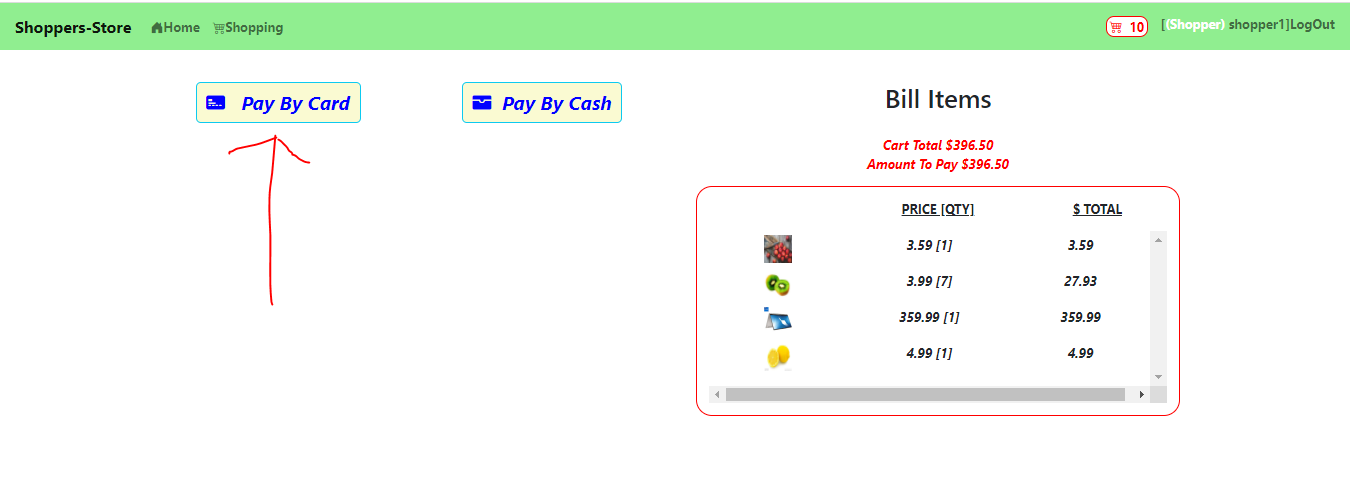 Shoppers-Store Home Shopping 10 [(Shopper) shopper1]LogOut
Pay By Card Pay By Cash
Bill Items
Cart Total $396.50
Amount To Pay $396.50
PRICE [QTY] $ TOTAL
3.59 [1] 3.59
3.99 [7] 27.93
359.99 [1] 359.99
4.99 [1] 4.99